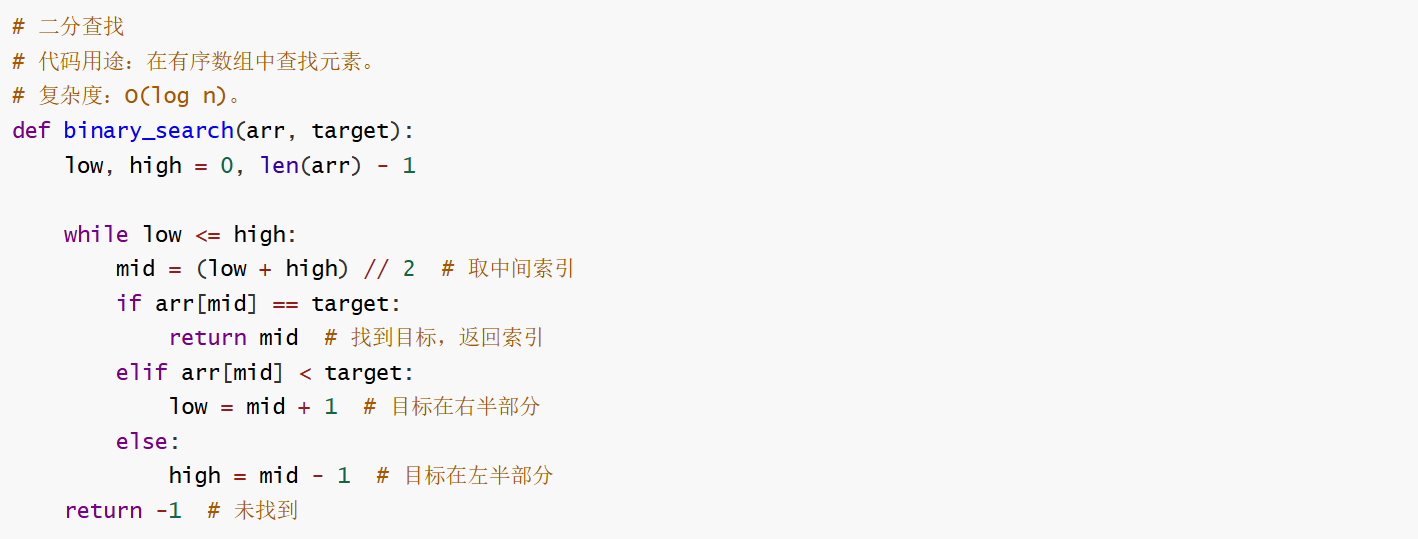 # 二分查找
# 代码用途：在有序数组中查找元素。
# 复杂度：O(log n)。
def binary_search(arr, target):
    low, high = 0, len(arr) - 1

    while low <= high:
        mid = (low + high) // 2  # 取中间索引
        if arr[mid] == target:
            return mid  # 找到目标，返回索引
        elif arr[mid] < target:
            low = mid + 1  # 目标在右半部分
        else:
            high = mid - 1  # 目标在左半部分
    return -1  # 未找到